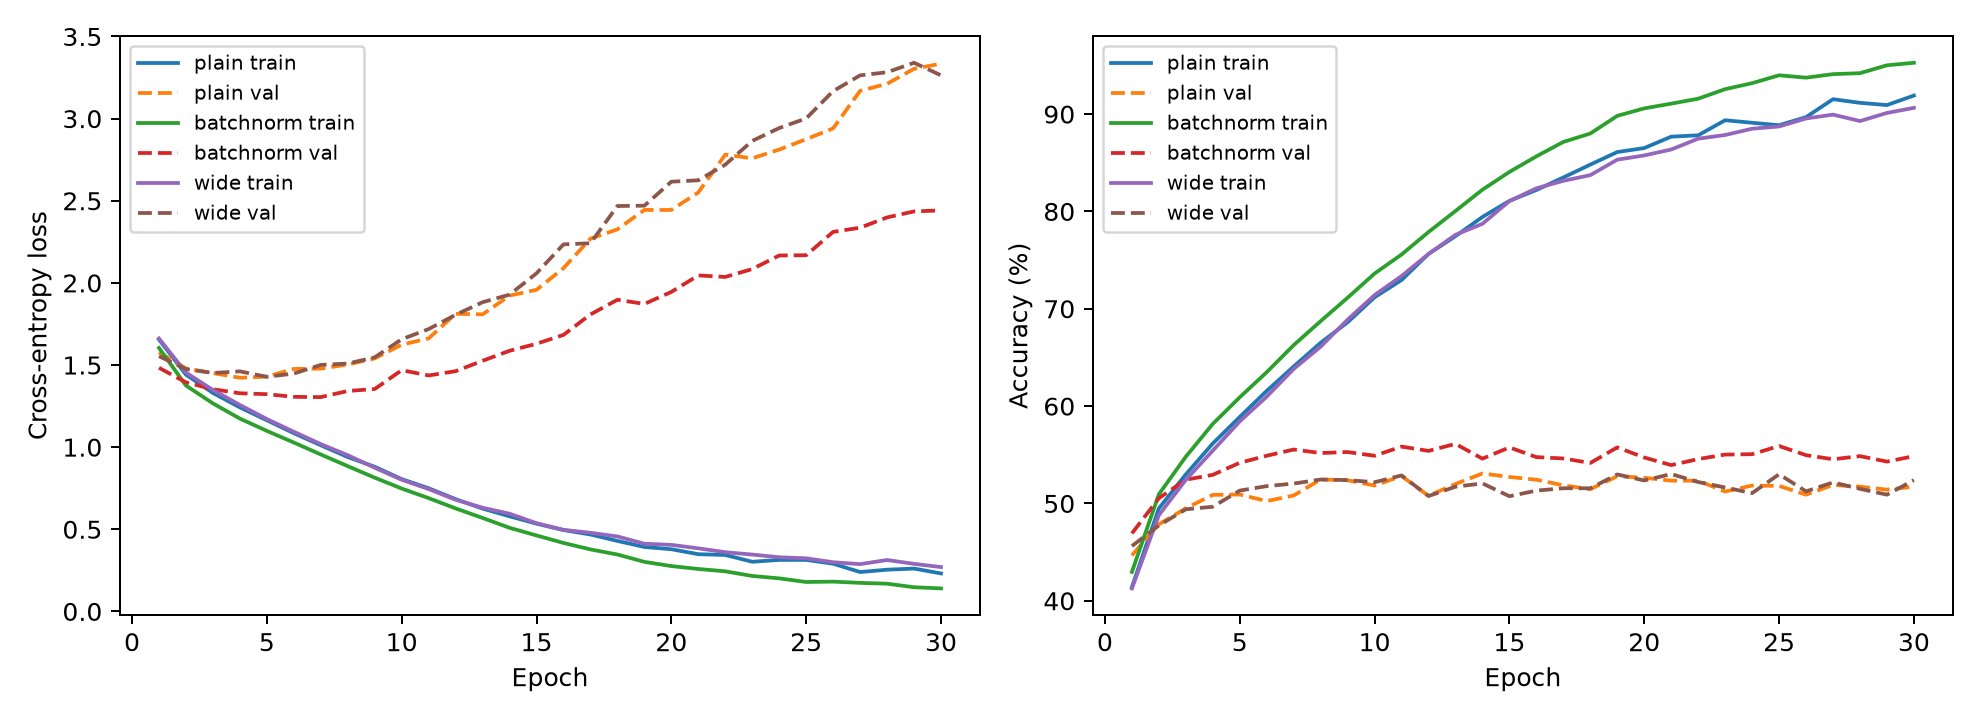 3.5
3.0
2.5
2.0
1.5
1.0
0.5
0.0
Cross-entropy loss
plain train
plain val
batchnorm train
batchnorm val
wide train
wide val
0 5 10 15 20 25 30
Epoch
90
80
70
60
50
40
Accuracy (%)
plain train
plain val
batchnorm train
batchnorm val
wide train
wide val
0 5 10 15 20 25 30
Epoch